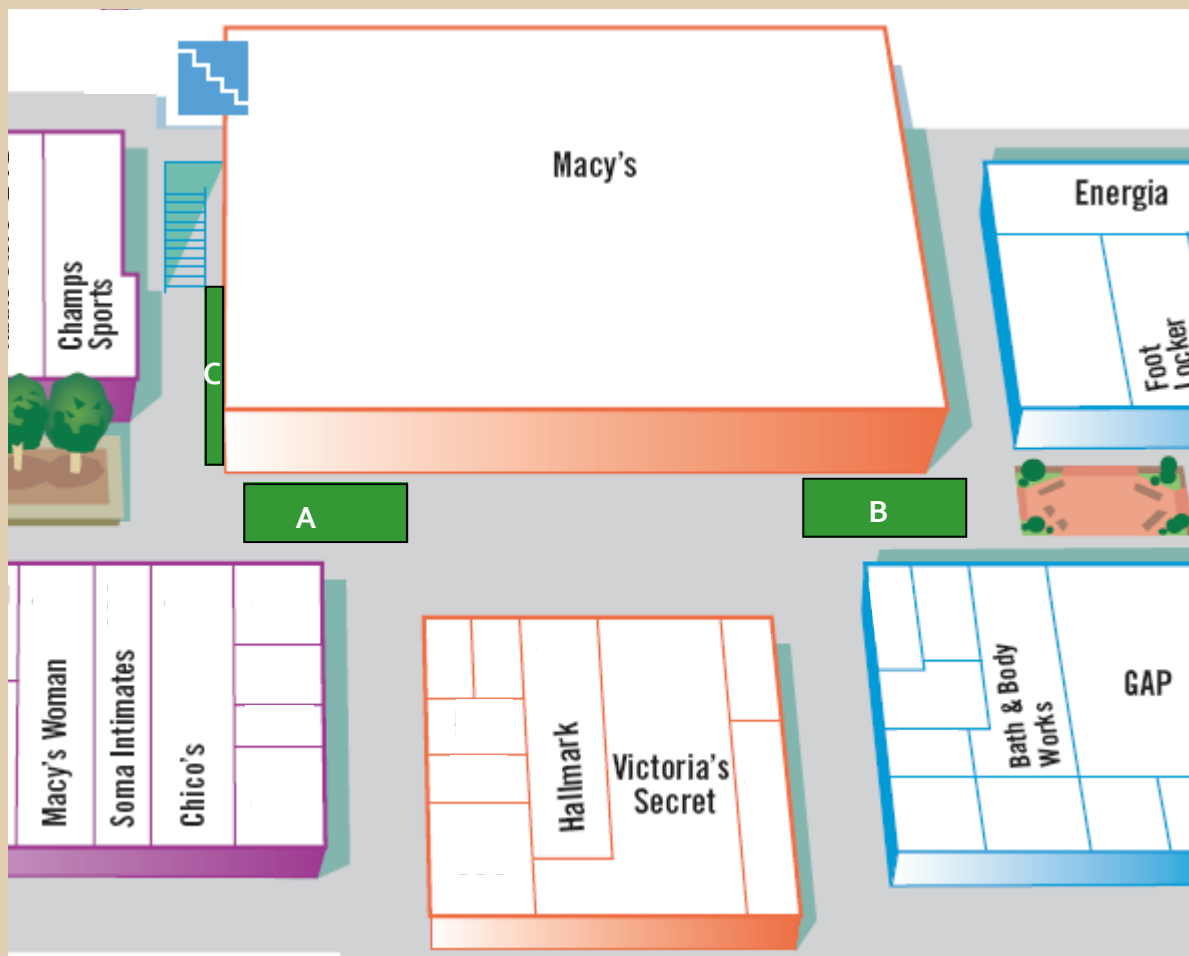 Macy's
Energia
Champs
Sports
Foot
Locker
C
A
B
Macy's Woman
Soma Intimates
Chico's
Hallmark
Victoria's
Secret
Bath & Body
Works
GAP